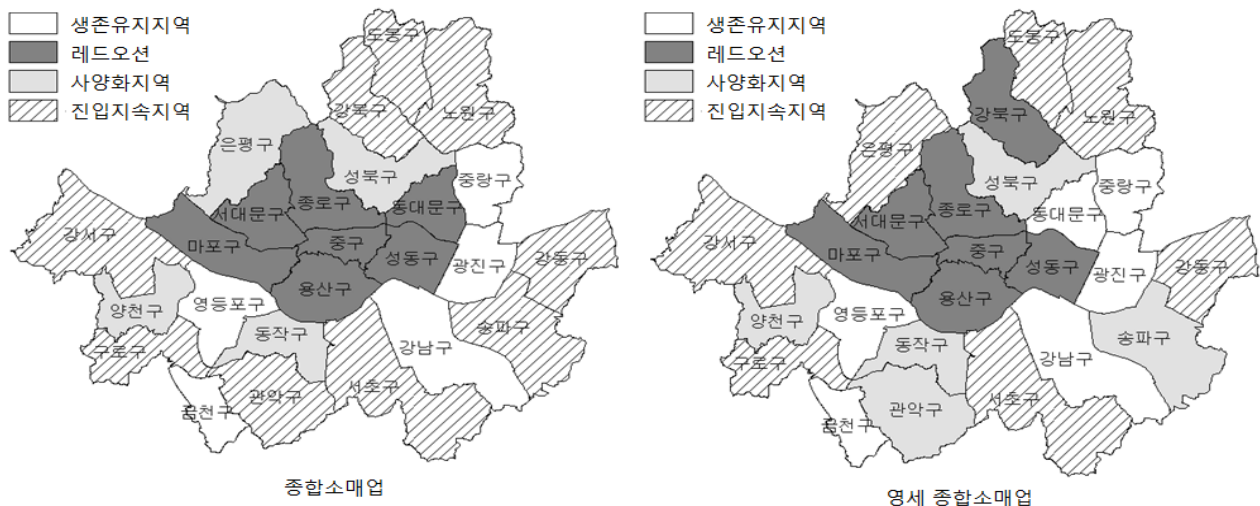 생존유지지역
레드오션
사양화지역
진입지속지역
도봉구
강북구
노원구
은평구
성북구
중랑구
서대문구
종로구
동대문구
강서구
마포구
중구
성동구
광진구
강동구
용산구
양천구
영등포구
동작구
송파구
구로구
강남구
관악구
서초구
금천구
종합소매업
생존유지지역
레드오션
사양화지역
진입지속지역
도봉구
강북구
노원구
은평구
성북구
중랑구
서대문구
종로구
동대문구
강서구
마포구
중구
성동구
광진구
강동구
용산구
양천구
영등포구
동작구
송파구
구로구
강남구
관악구
서초구
금천구
영세 종합소매업